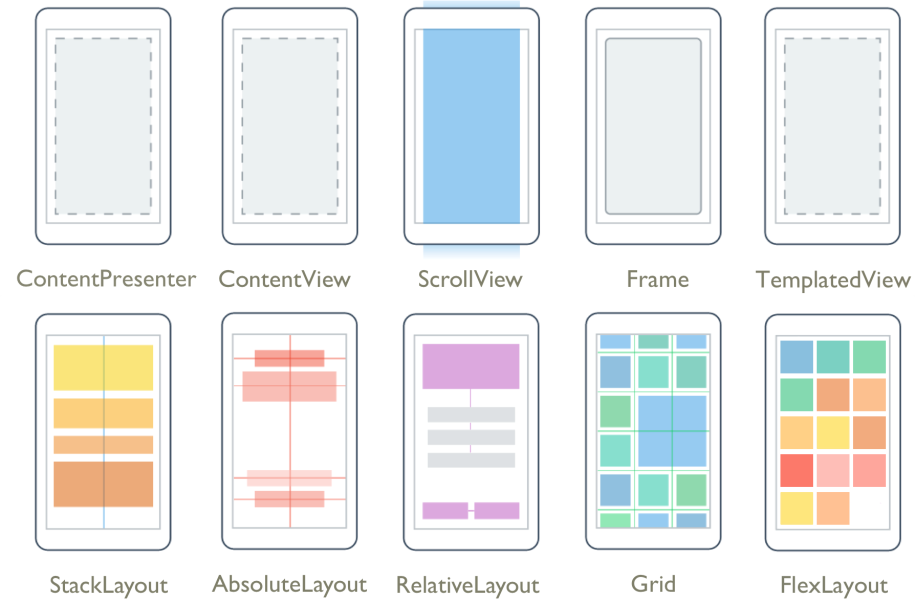 ContentPresenter
ContentView
ScrollView
Frame
TemplatedView
StackLayout
AbsoluteLayout
RelativeLayout
Grid
FlexLayout